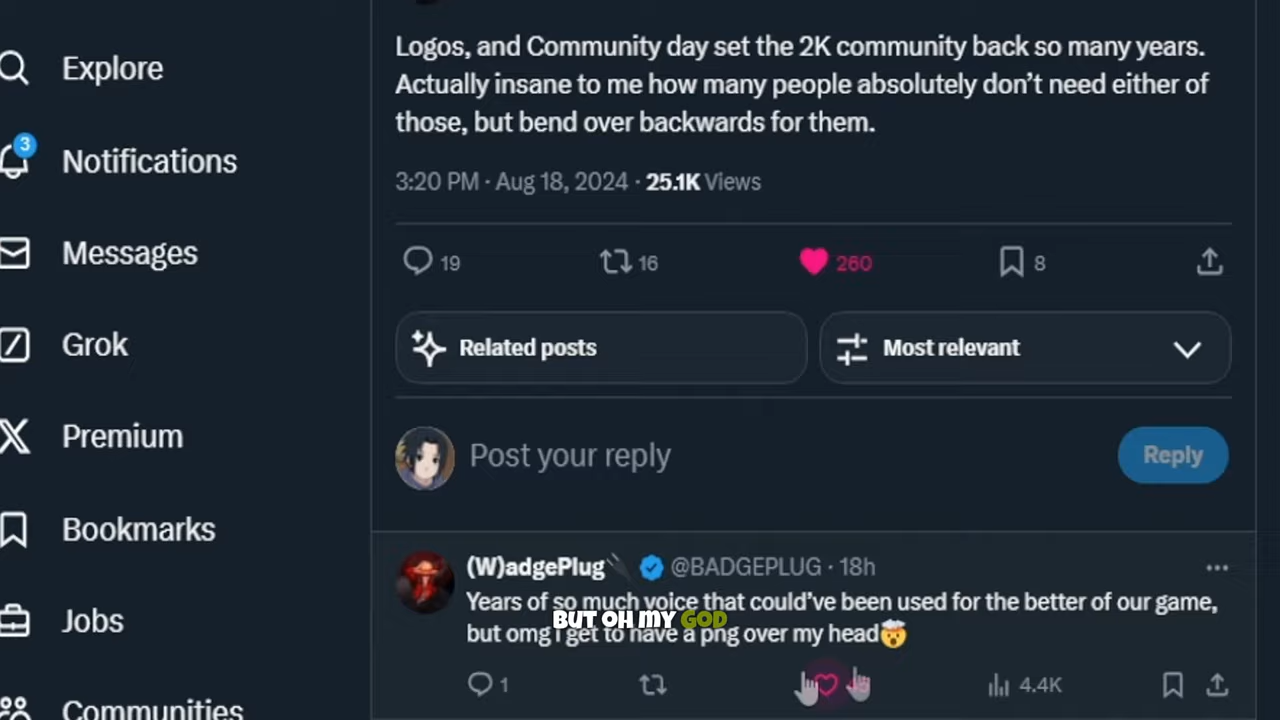 Explore
3
Notifications
Messages
Grok
Premium
Bookmarks
Jobs
Communities
Logos, and Community day set the 2K community back so many years.
Actually insane to me how many people absolutely don't need either of
those, but bend over backwards for them.
3:20 PM · Aug 18, 2024 · 25.1K Views
19 16 260 8
Related posts
Most relevant
Post your reply
Reply
(W)adgePlug @BADGEPLUG · 18h
Years of so much voice that could've been used for the better of our game,
BUT OH MY GOD
but omg i get to have a png over my head🤯
1 4.4K